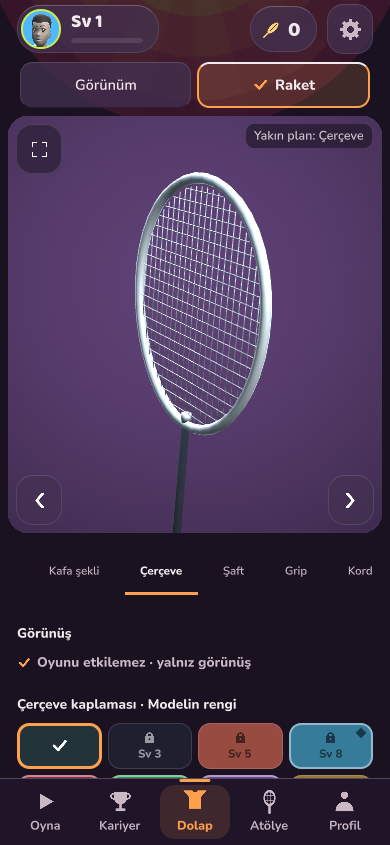 Sv 1
0
Görünüm
Raket
Yakın plan: Çerçeve
Kafa şekli
Çerçeve
Şaft
Grip
Kord
Görünüş
Oyunu etkilemez · yalnız görünüş
Çerçeve kaplaması · Modelin rengi
Sv 3
Sv 5
Sv 8
Oyna
Kariyer
Dolap
Atölye
Profil